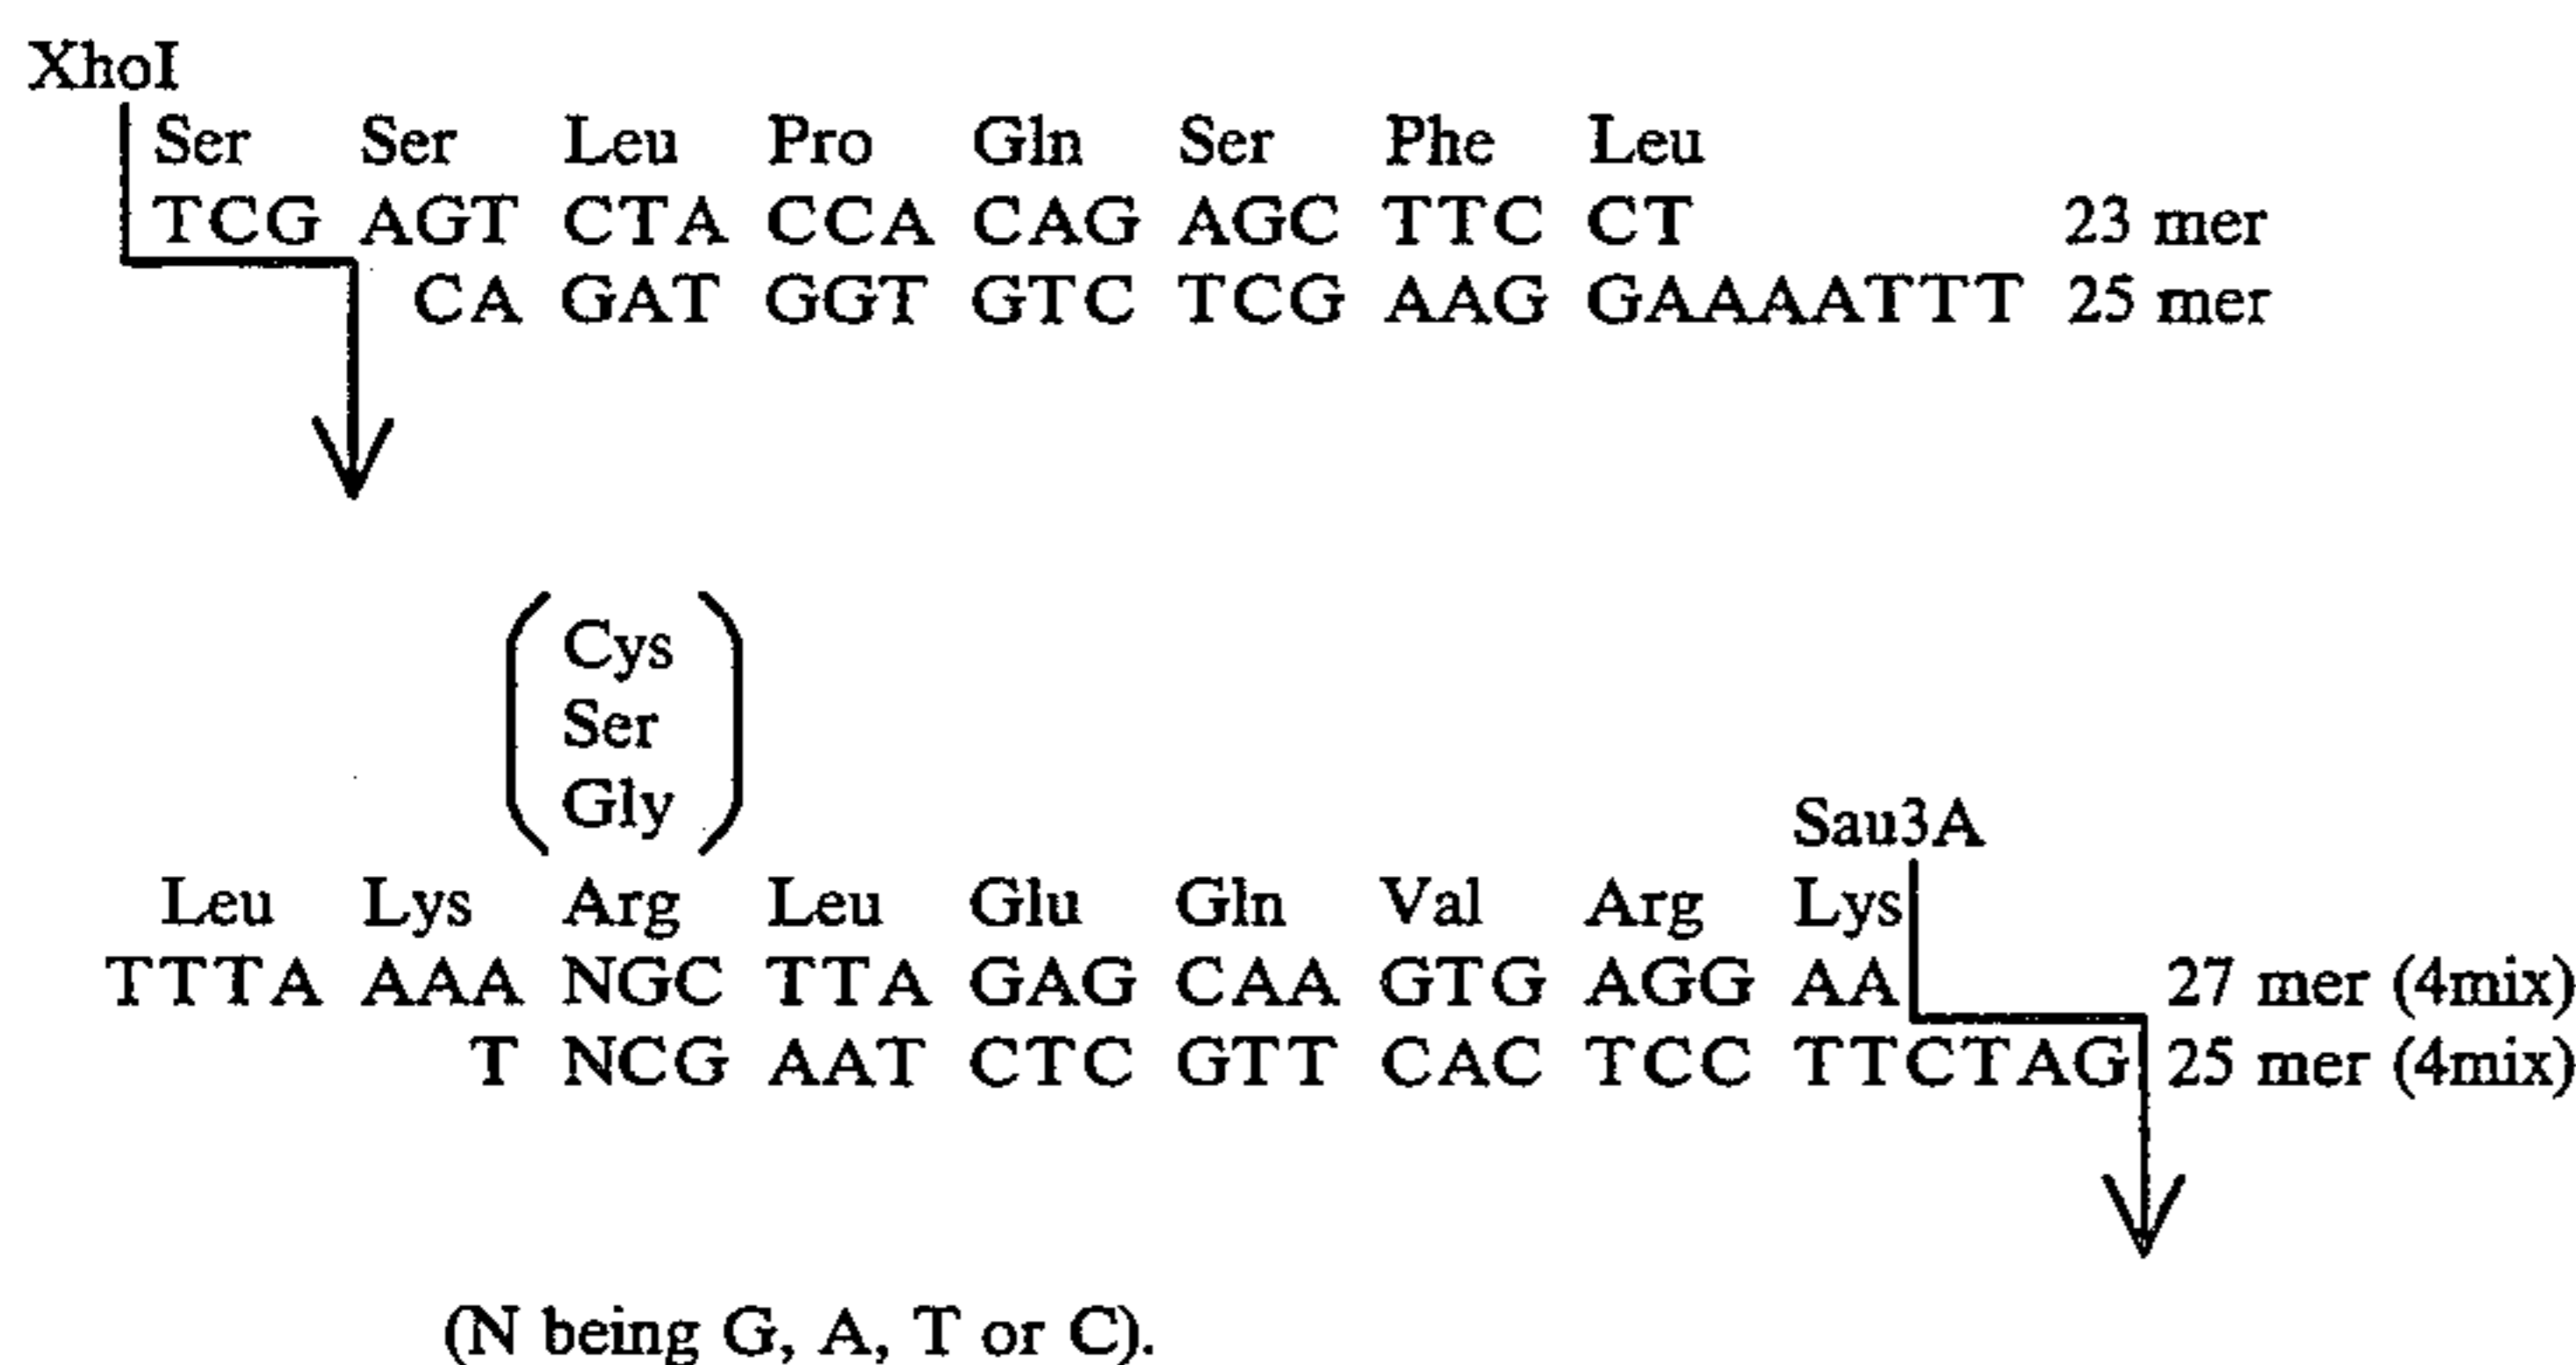 XhoI
Ser Ser Leu Pro Gln Ser Phe Leu
TCG AGT CTA CCA CAG AGC TTC CT 23 mer
CA GAT GGT GTC TCG AAG GAAAATTT 25 mer
Cys
Ser
Gly
Sau3A
Leu Lys Arg Leu Glu Gln Val Arg Lys
TTTA AAA NGC TTA GAG CAA GTG AGG AA 27 mer (4mix)
T NCG AAT CTC GTT CAC TCC TTCTAG 25 mer (4mix)
(N being G, A, T or C).